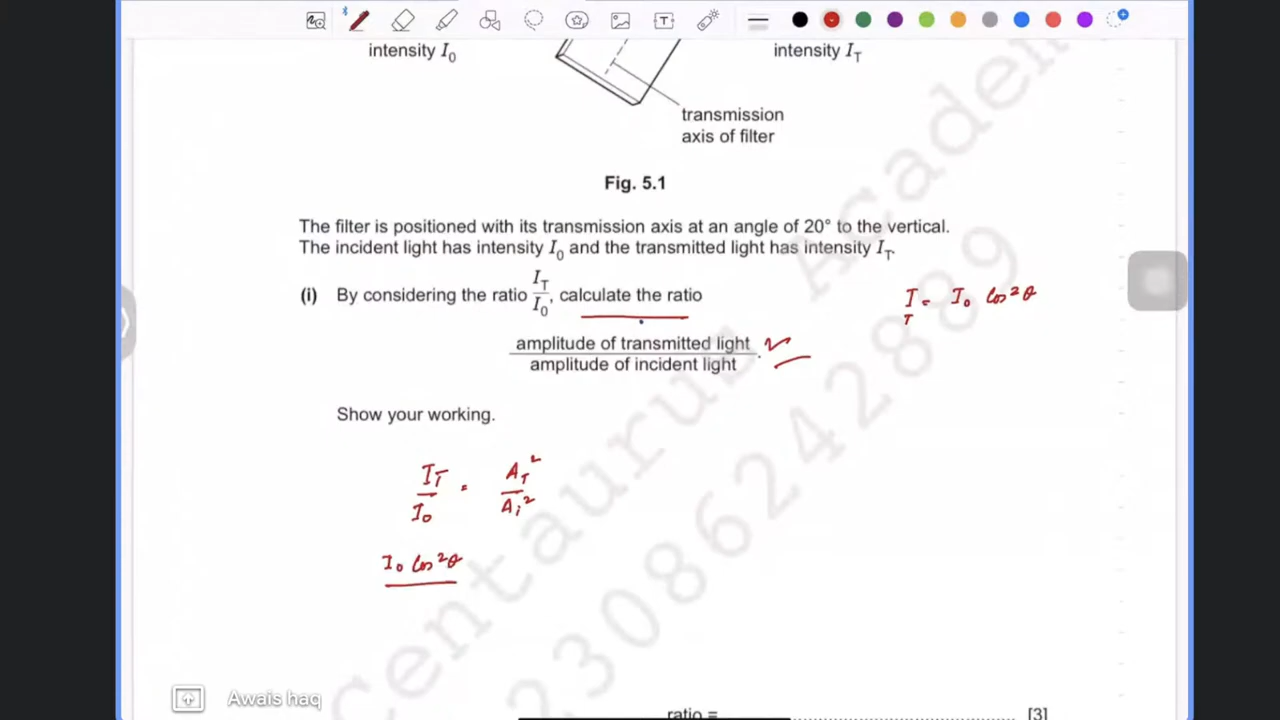 intensity I0
intensity IT
transmission
axis of filter
Fig. 5.1
The filter is positioned with its transmission axis at an angle of 20° to the vertical.
The incident light has intensity I0 and the transmitted light has intensity IT.
(i) By considering the ratio IT/I0, calculate the ratio
I = I0 cos²θ
T
amplitude of transmitted light
amplitude of incident light.
Show your working.
IT = AT²
I0 Ai²
I0 cos²θ
Awais haq
ratio = ............ [3]
Centaurus Academ
23086242889